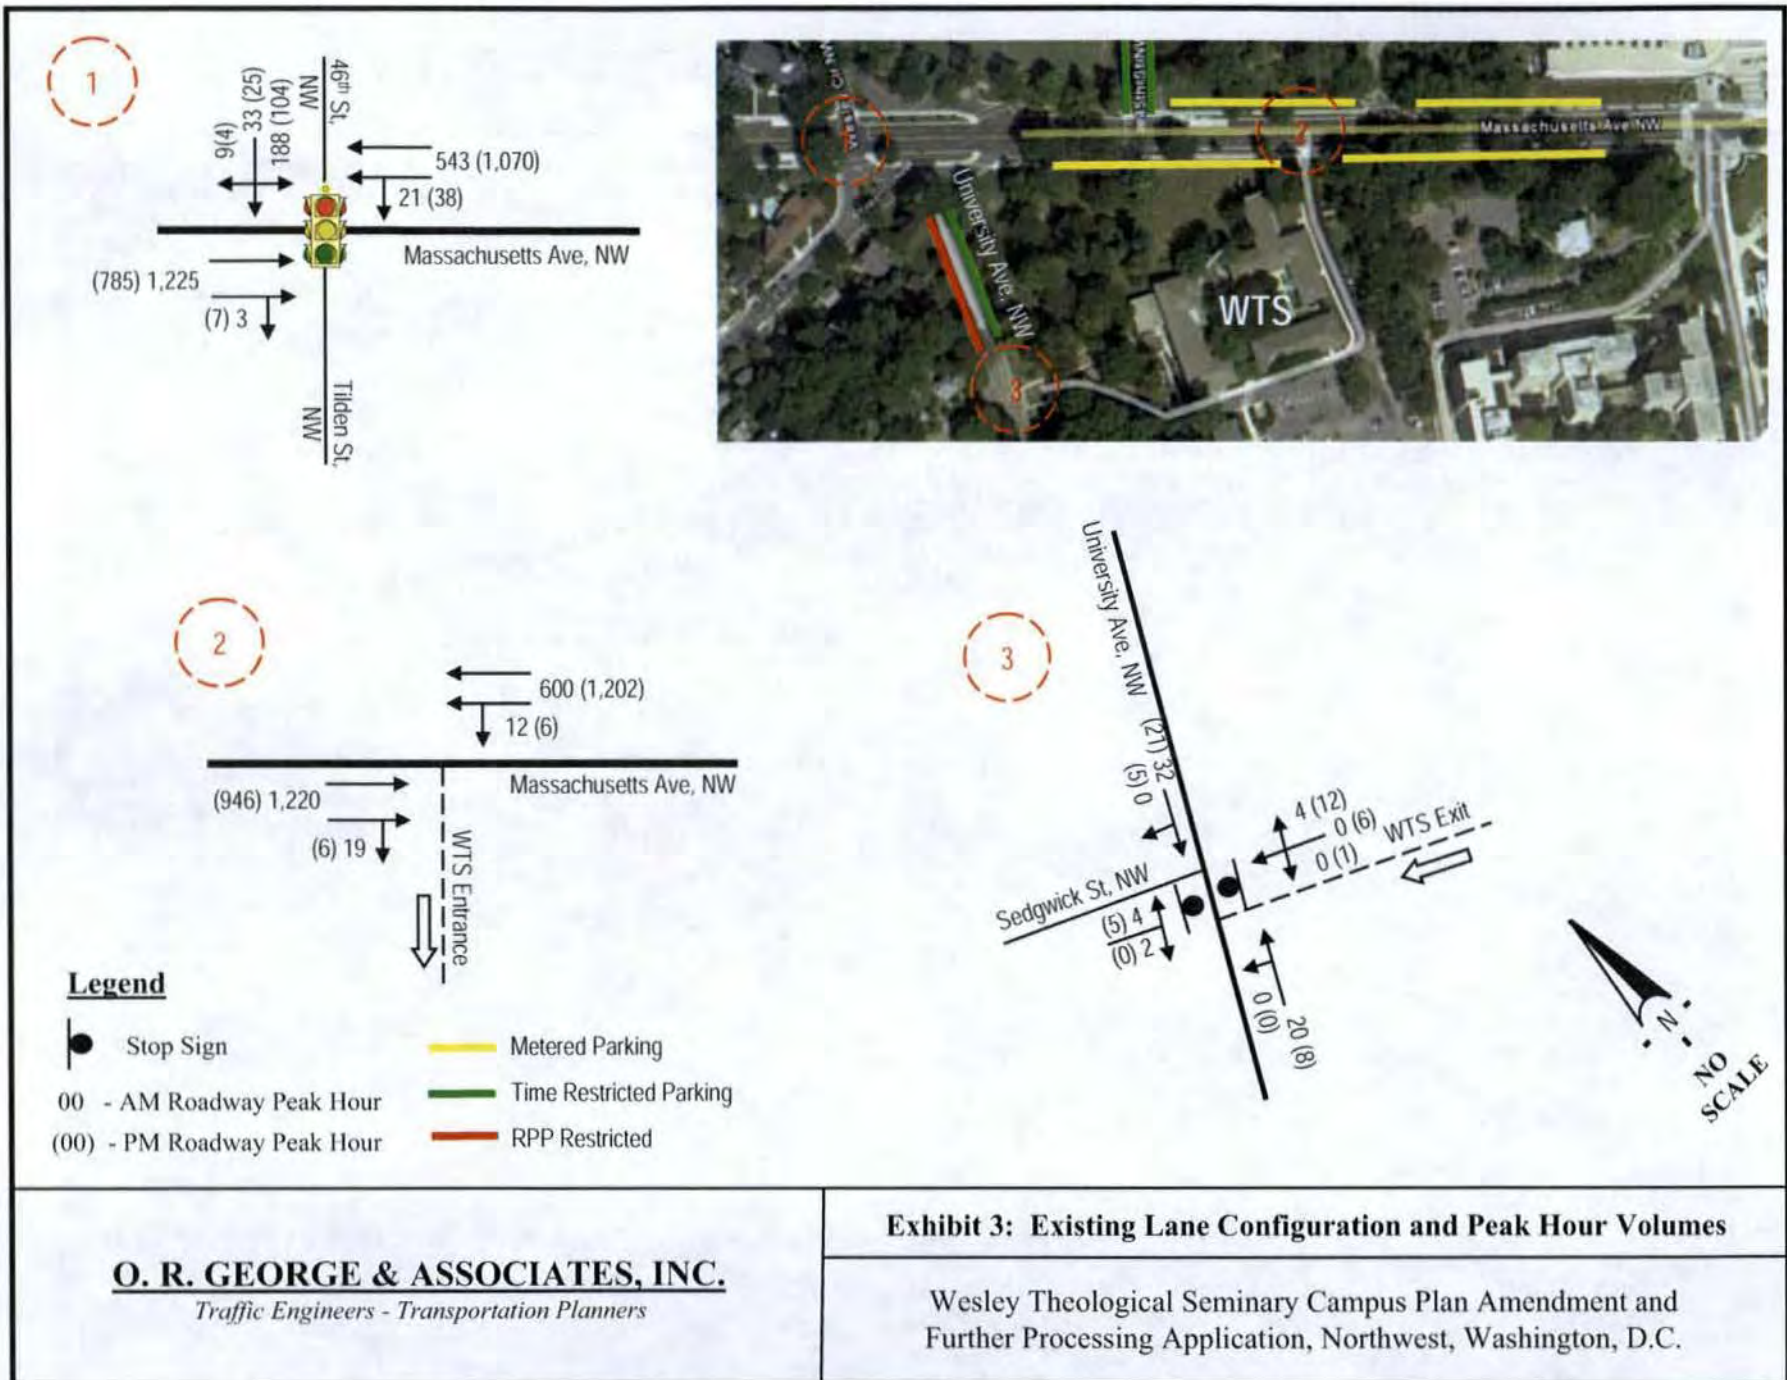 1
9(4)
33 (25)
188 (104)
46th St,
NW
543 (1,070)
21 (38)
Massachusetts Ave, NW
(785) 1,225
(7) 3
Tilden St,
NW
2
Massachusetts Ave NW
University Ave, NW
WTS
3
2
600 (1,202)
12 (6)
Massachusetts Ave, NW
(946) 1,220
(6) 19
WTS Entrance
3
University Ave, NW
(21) 32
(5) 0
4 (12)
0 (6)
0 (1)
WTS Exit
Sedgwick St, NW
(5) 4
(0) 2
20 (8)
0 (0)
N
NO
SCALE
Legend
Stop Sign
00 - AM Roadway Peak Hour
(00) - PM Roadway Peak Hour
Metered Parking
Time Restricted Parking
RPP Restricted
O. R. GEORGE & ASSOCIATES, INC.
Traffic Engineers - Transportation Planners
Exhibit 3: Existing Lane Configuration and Peak Hour Volumes
Wesley Theological Seminary Campus Plan Amendment and
Further Processing Application, Northwest, Washington, D.C.